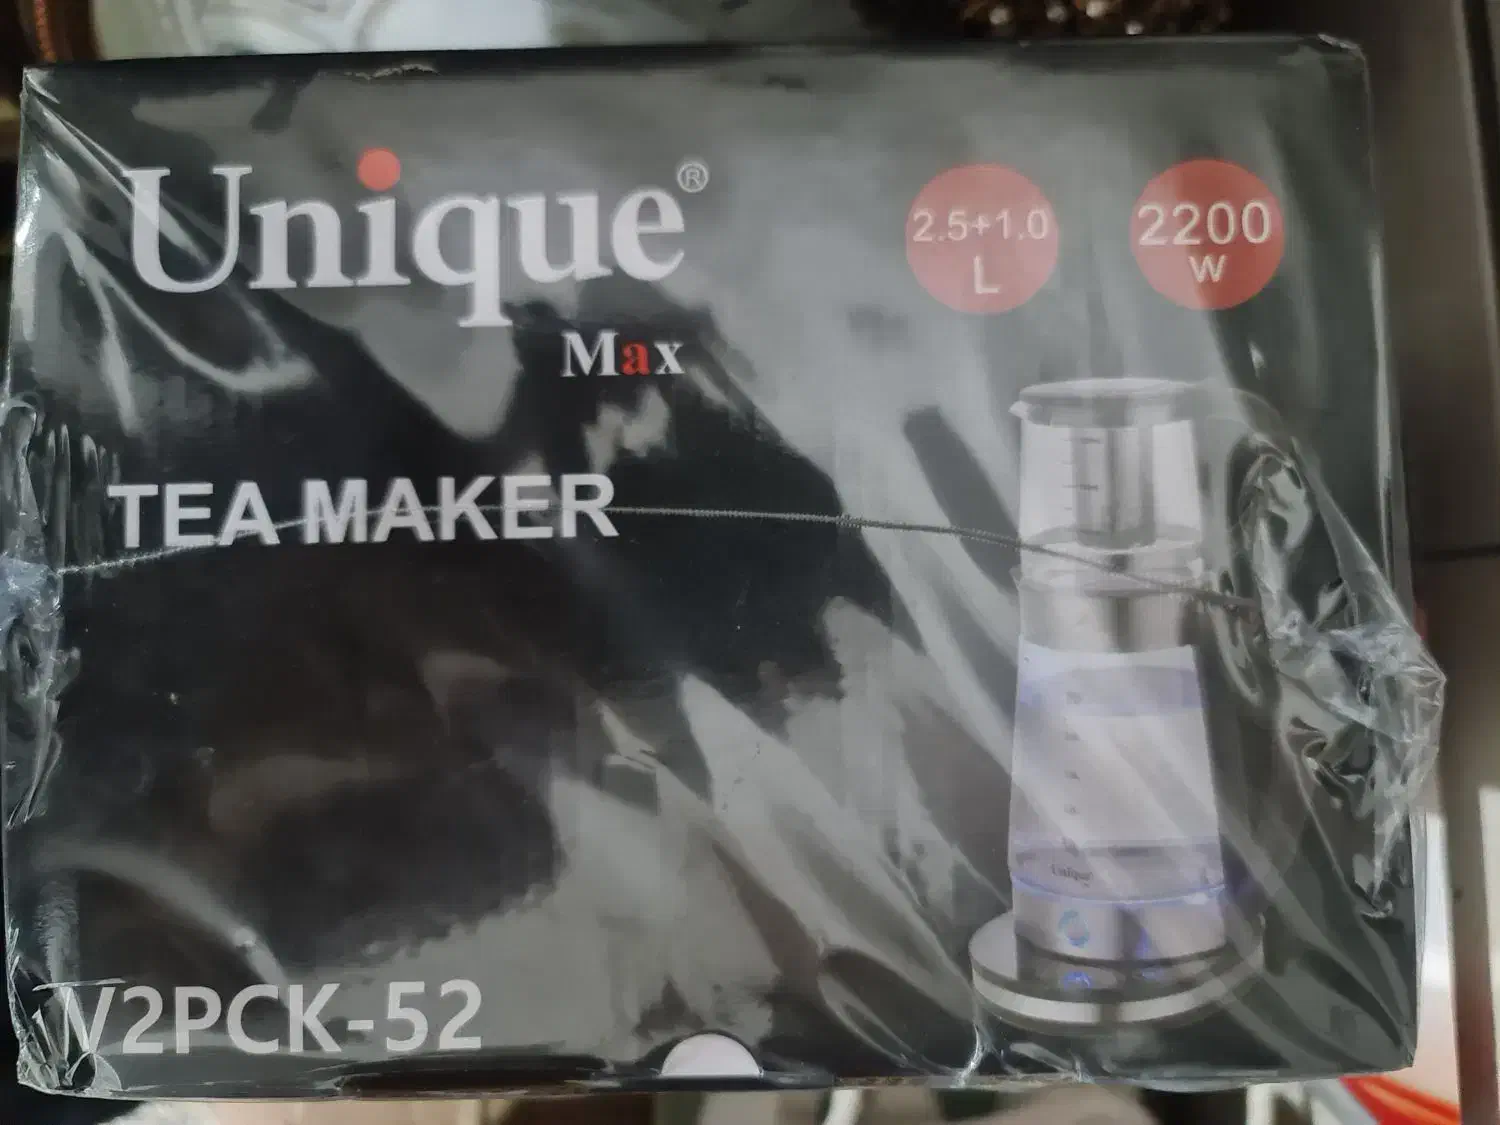 Unique®
Max
2.5+1.0
L
2200
W
TEA MAKER
Unique
V2PCK-52